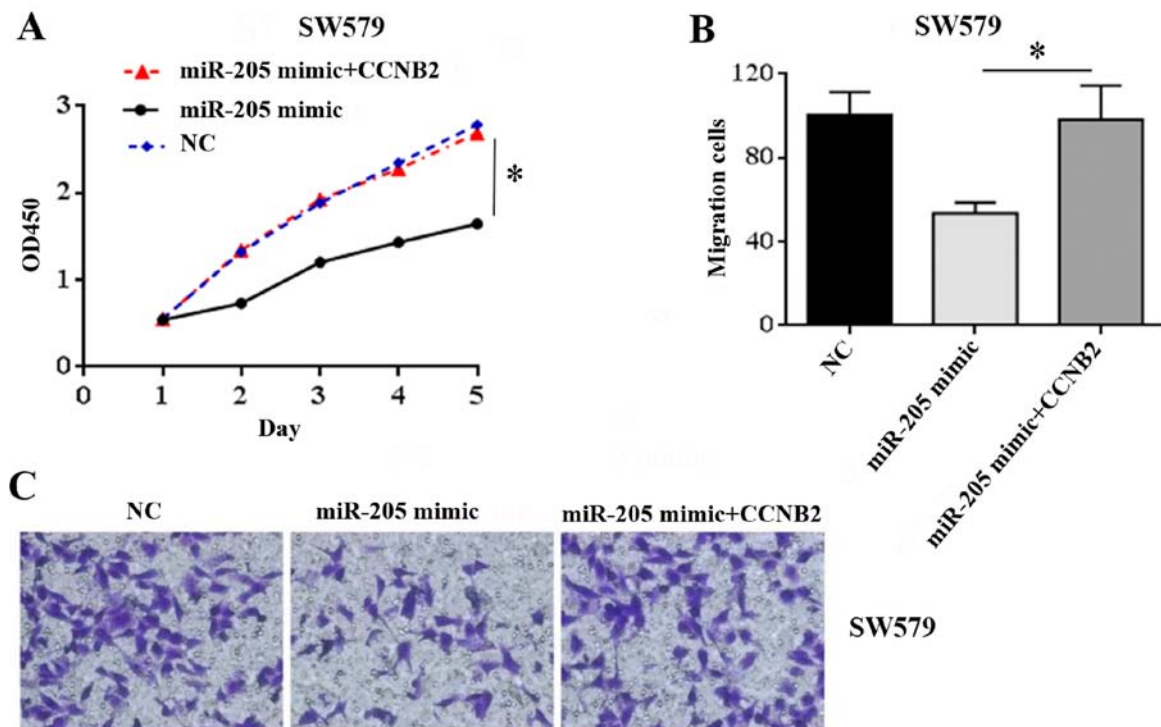 A
SW579
miR-205 mimic+CCNB2
miR-205 mimic
NC
3
2
1
0
OD450
*
0 1 2 3 4 5
Day
B
SW579
*
120
80
40
0
Migration cells
NC
miR-205 mimic
miR-205 mimic+CCNB2
C
NC miR-205 mimic miR-205 mimic+CCNB2
SW579